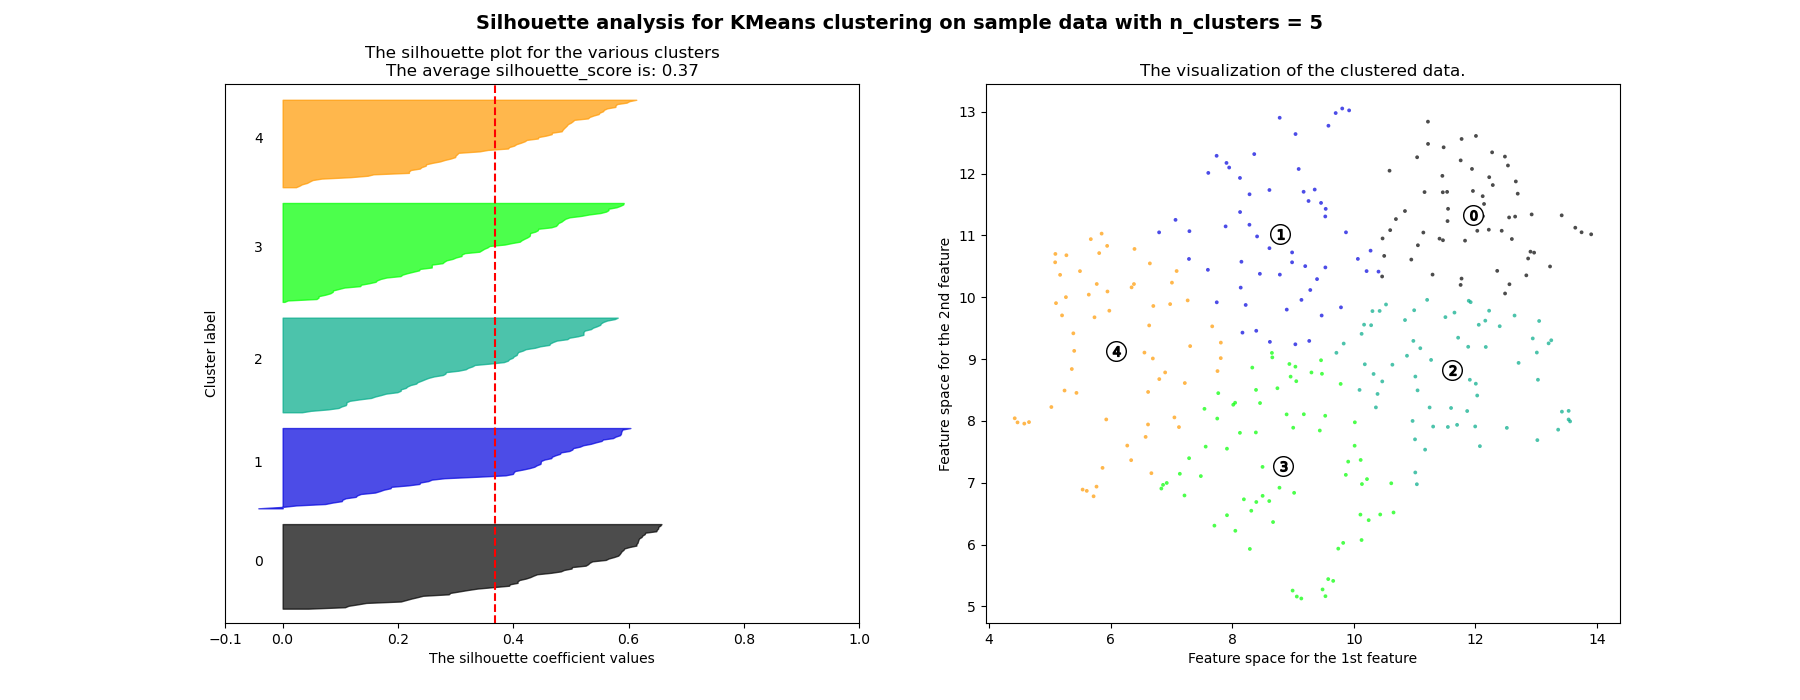 Silhouette analysis for KMeans clustering on sample data with n_clusters = 5
The silhouette plot for the various clusters
The average silhouette_score is: 0.37
4
3
2
1
0
Cluster label
−0.1 0.0 0.2 0.4 0.6 0.8 1.0
The silhouette coefficient values
The visualization of the clustered data.
13
12
11
10
9
8
7
6
5
Feature space for the 2nd feature
0
1
4
2
3
4 6 8 10 12 14
Feature space for the 1st feature